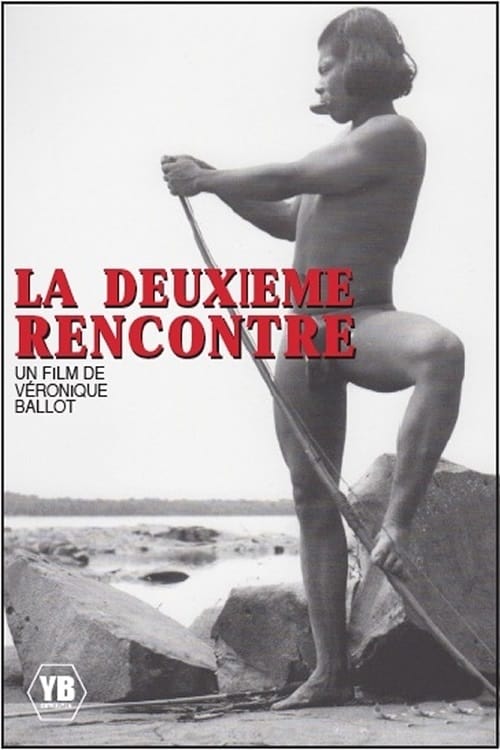 LA DEUXIEME
RENCONTRE
UN FILM DE
VÉRONIQUE
BALLOT
YB